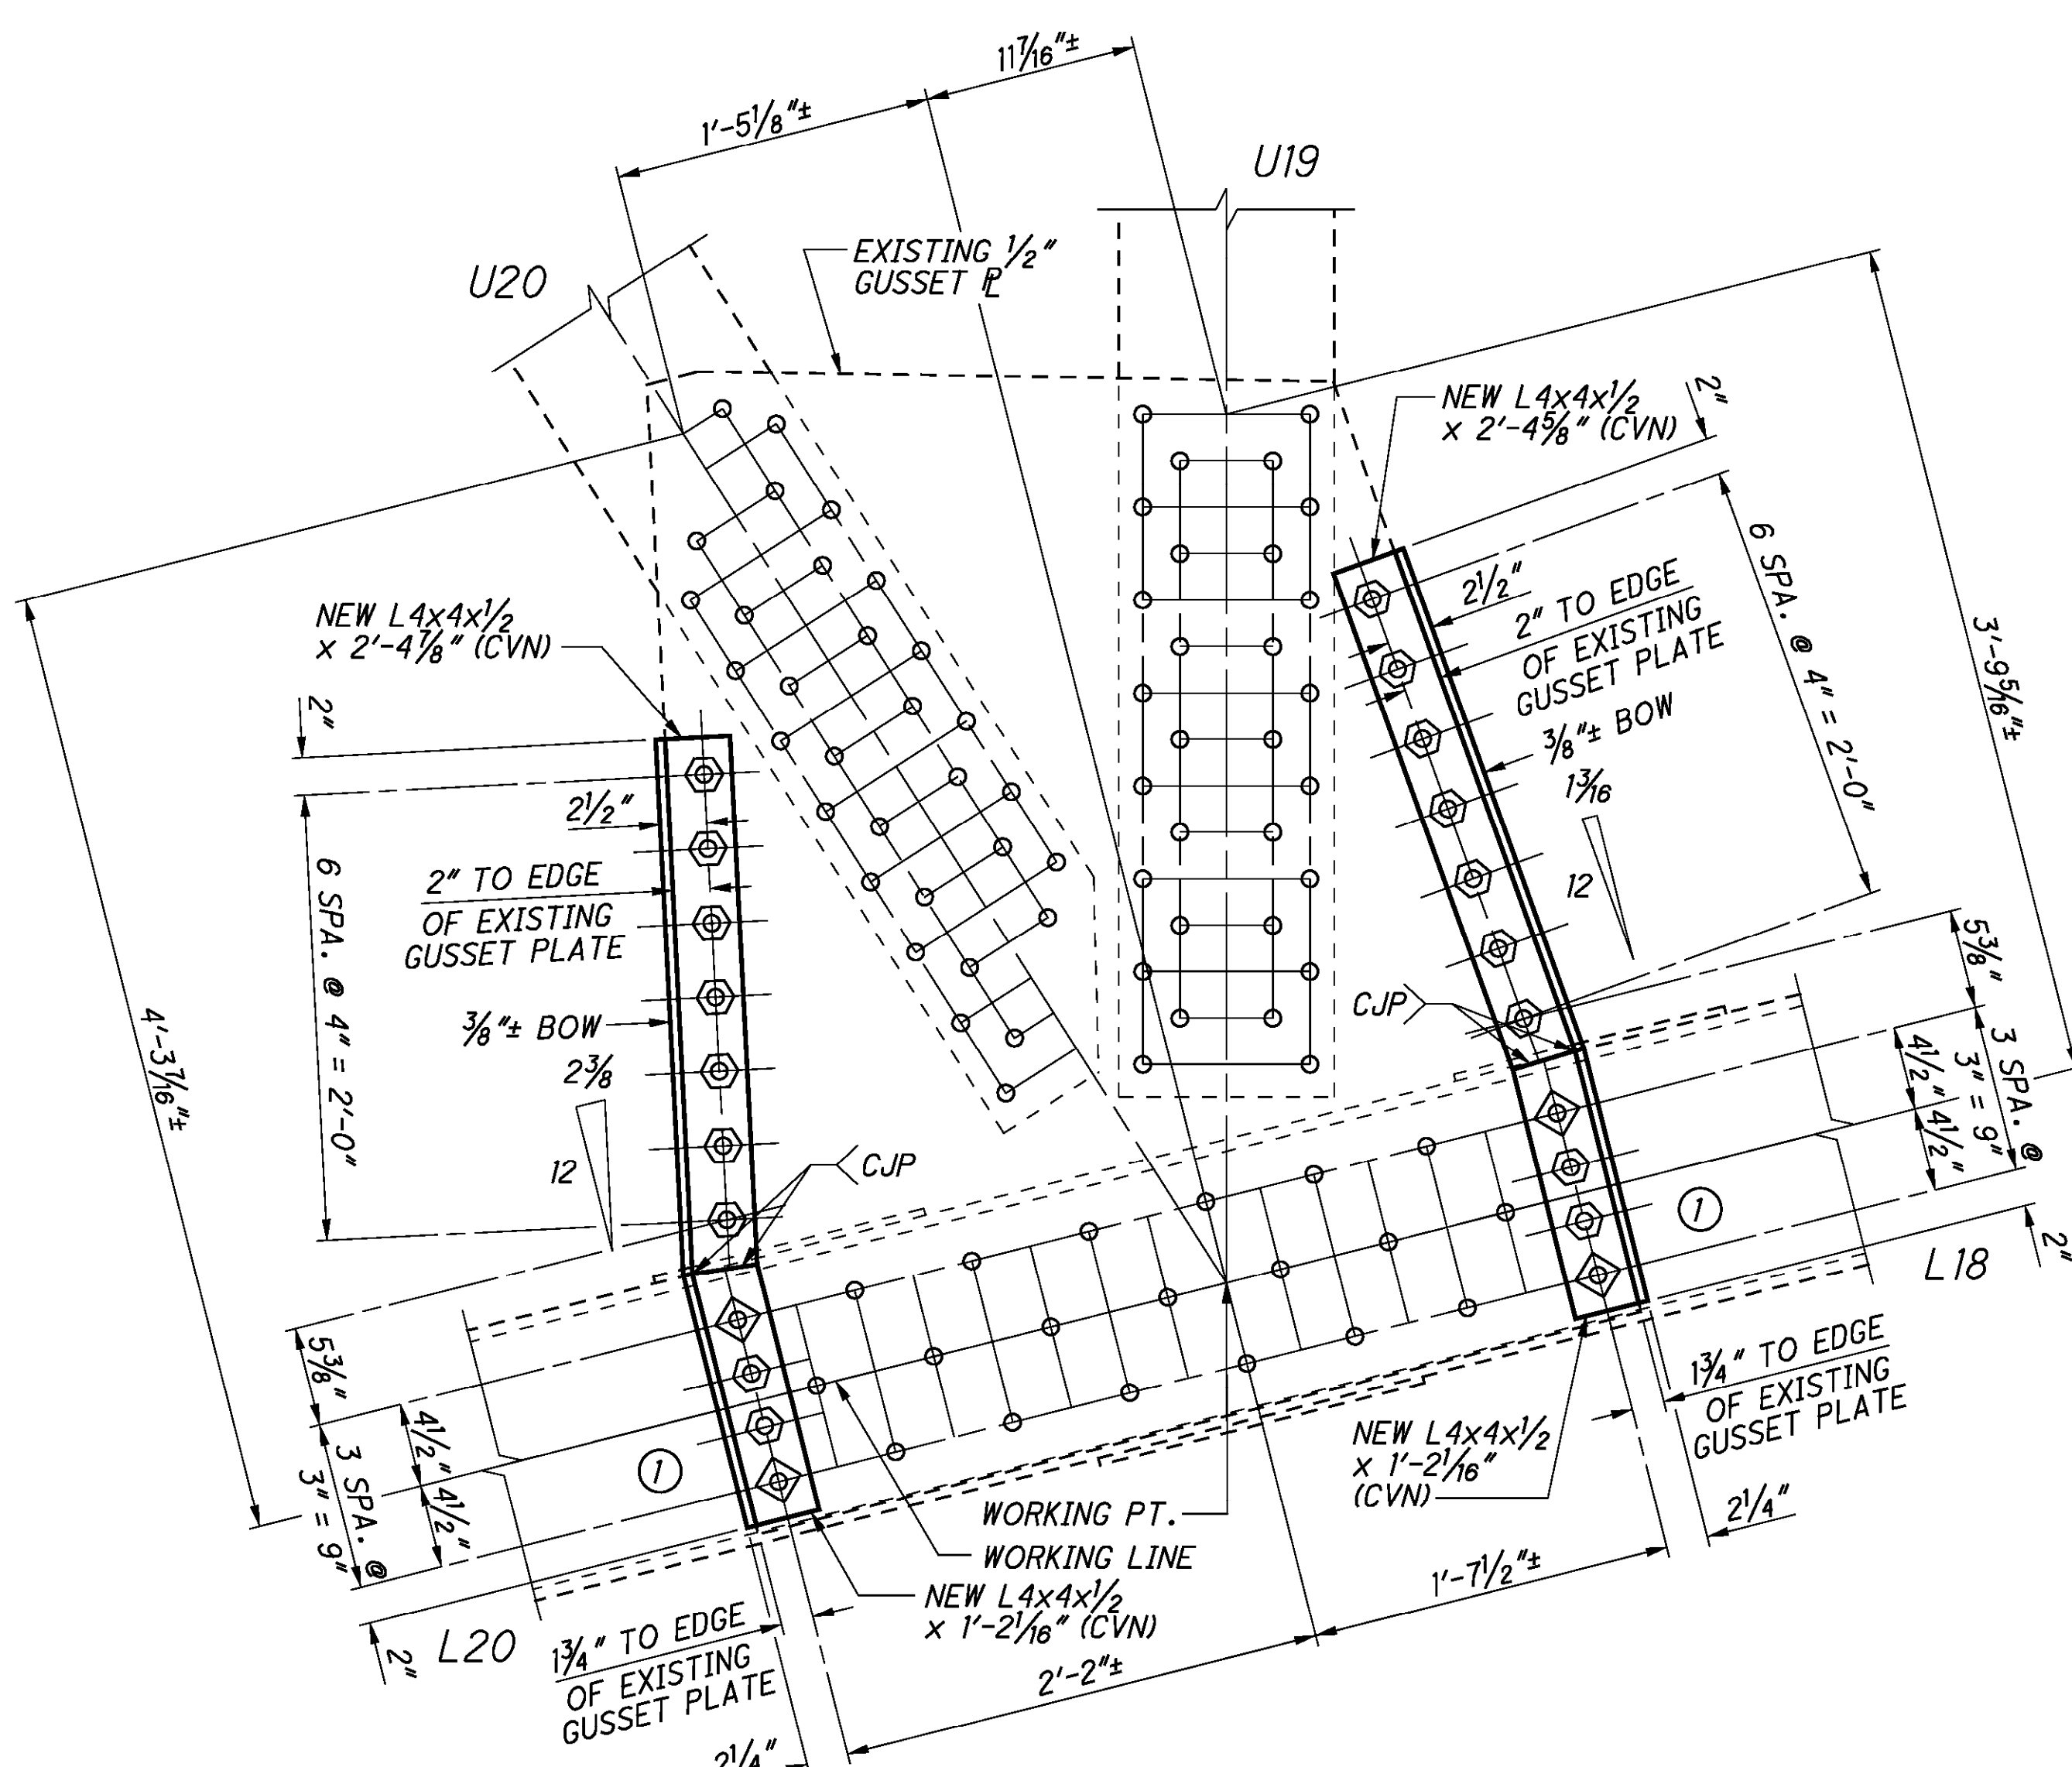 11 7/16"±
1'-5 1/8"±
U19
EXISTING 1/2"
GUSSET ℄
U20
NEW L4x4x1/2
x 2'-4 5/8" (CVN)
2"
6 SPA. @ 4" = 2'-0"
2 1/2"
2" TO EDGE
OF EXISTING
GUSSET PLATE
3/8"± BOW
1 3/16
12
3'-9 5/16"±
NEW L4x4x1/2
x 2'-4 7/8" (CVN)
2"
2 1/2"
6 SPA. @ 4" = 2'-0"
2" TO EDGE
OF EXISTING
GUSSET PLATE
3/8"± BOW
2 3/8
12
4'-3 7/16"±
CJP
CJP
5 3/8"
3 SPA. @
3" = 9"
4 1/2" 4 1/2"
1
2"
L18
5 3/8"
3 SPA. @
3" = 9"
4 1/2" 4 1/2"
1
2"
L20
1 3/4" TO EDGE
OF EXISTING
GUSSET PLATE
NEW L4x4x1/2
x 1'-2 1/16"
(CVN)
2 1/4"
WORKING PT.
WORKING LINE
NEW L4x4x1/2
x 1'-2 1/16" (CVN)
1'-7 1/2"±
1 3/4" TO EDGE
OF EXISTING
GUSSET PLATE
2'-2"±
2 1/4"